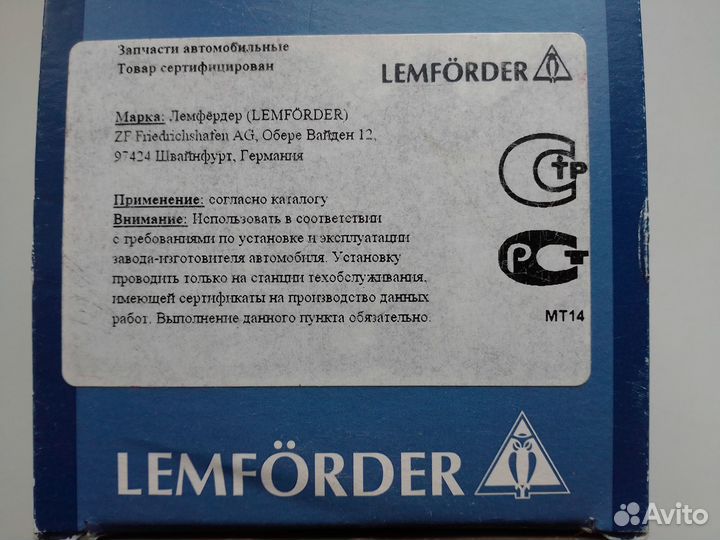 Запчасти автомобильные
Товар сертифицирован
LEMFÖRDER
Марка: Лемфёрдер (LEMFÖRDER)
ZF Friedrichshafen AG, Обере Вайден 12,
97424 Швайнфурт, Германия
Стр
Применение: согласно каталогу
Внимание: Использовать в соответствии
с требованиями по установке и эксплуатации
завода-изготовителя автомобиля. Установку
проводить только на станции техобслуживания,
имеющей сертификаты на производство данных
работ. Выполнение данного пункта обязательно.
РСТ
МТ14
LEMFÖRDER
Avito